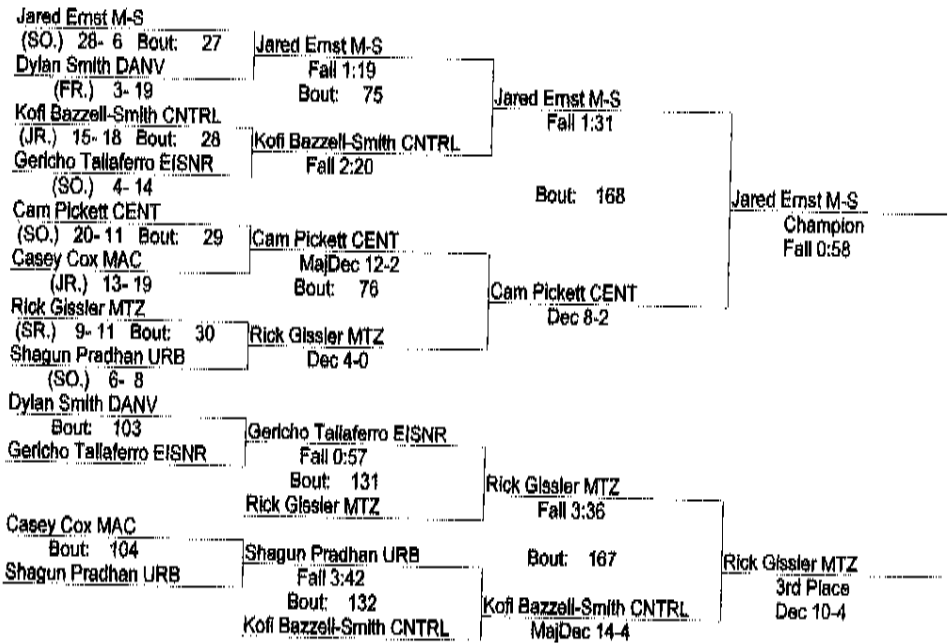 Jared Ernst M-S
(SO.) 28- 6 Bout: 27
Dylan Smith DANV
(FR.) 3- 19
Kofi Bazzell-Smith CNTRL
(JR.) 15- 18 Bout: 28
Gericho Taliaferro EISNR
(SO.) 4- 14
Cam Pickett CENT
(SO.) 20- 11 Bout: 29
Casey Cox MAC
(JR.) 13- 19
Rick Gissler MTZ
(SR.) 9- 11 Bout: 30
Shagun Pradhan URB
(SO.) 6- 8
Jared Ernst M-S
Fall 1:19
Bout: 75
Kofi Bazzell-Smith CNTRL
Fall 2:20
Cam Pickett CENT
MajDec 12-2
Bout: 76
Rick Gissler MTZ
Dec 4-0
Jared Ernst M-S
Fall 1:31
Bout: 168
Cam Pickett CENT
Dec 8-2
Jared Ernst M-S
Champion
Fall 0:58
Dylan Smith DANV
Bout: 103
Gericho Taliaferro EISNR
Casey Cox MAC
Bout: 104
Shagun Pradhan URB
Gericho Taliaferro EISNR
Fall 0:57
Bout: 131
Rick Gissler MTZ
Shagun Pradhan URB
Fall 3:42
Bout: 132
Kofi Bazzell-Smith CNTRL
Rick Gissler MTZ
Fall 3:36
Bout: 167
Kofi Bazzell-Smith CNTRL
MajDec 14-4
Rick Gissler MTZ
3rd Place
Dec 10-4